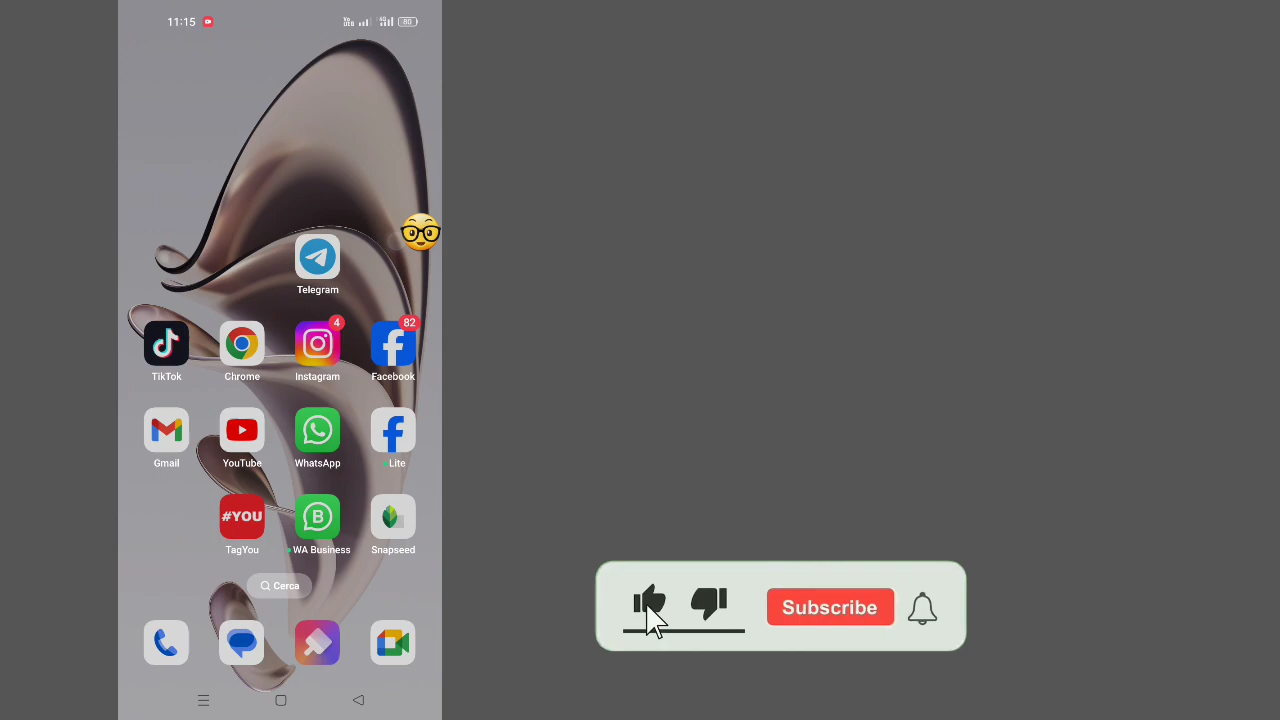 11:15
80
Telegram
4
82
TikTok
Chrome
Instagram
Facebook
Gmail
YouTube
WhatsApp
Lite
#YOU
B
TagYou
WA Business
Snapseed
Cerca
Subscribe